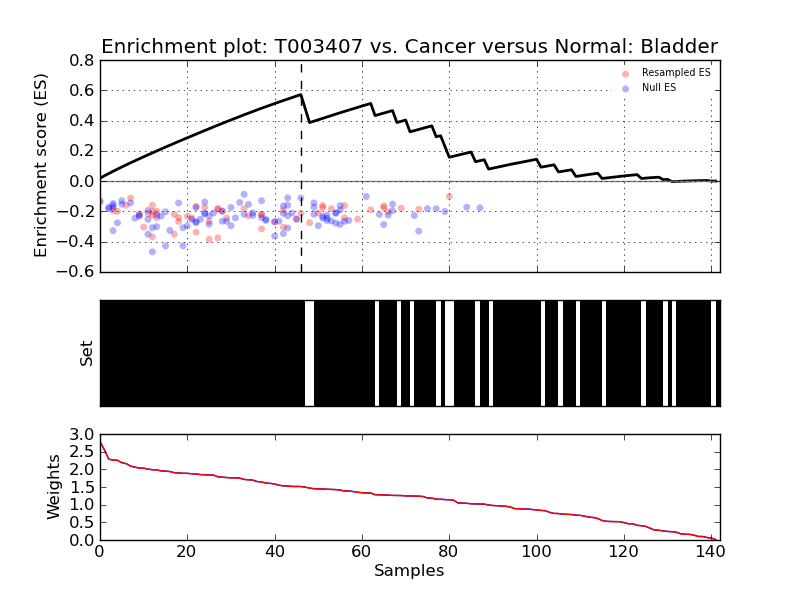 Enrichment plot: T003407 vs. Cancer versus Normal: Bladder
Enrichment score (ES)
0.8
0.6
0.4
0.2
0.0
−0.2
−0.4
−0.6
Resampled ES
Null ES
Set
Weights
3.0
2.5
2.0
1.5
1.0
0.5
0.0
0 20 40 60 80 100 120 140
Samples